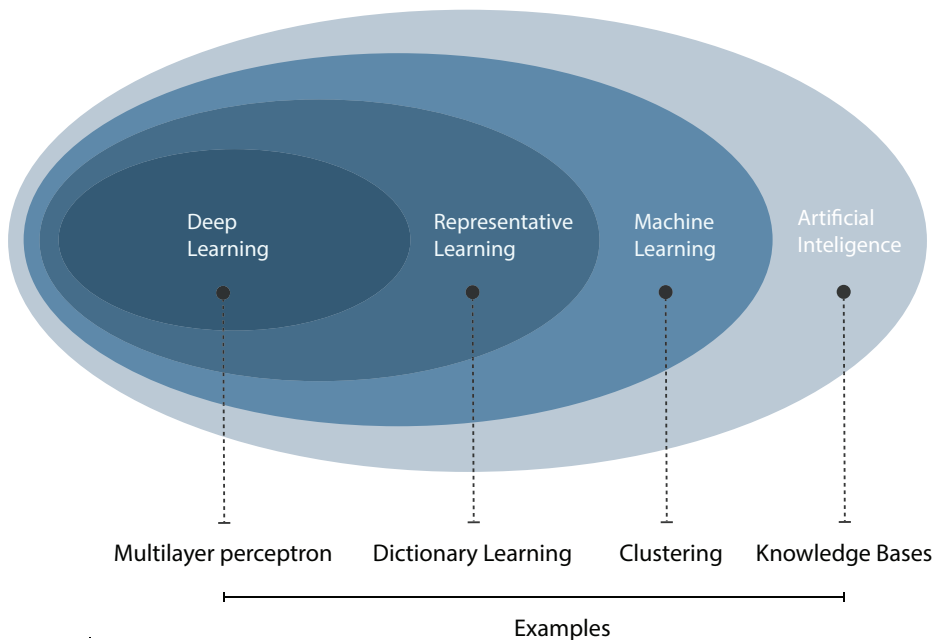 Deep
Learning
Representative
Learning
Machine
Learning
Artificial
Inteligence
Multilayer perceptron
Dictionary Learning
Clustering
Knowledge Bases
Examples